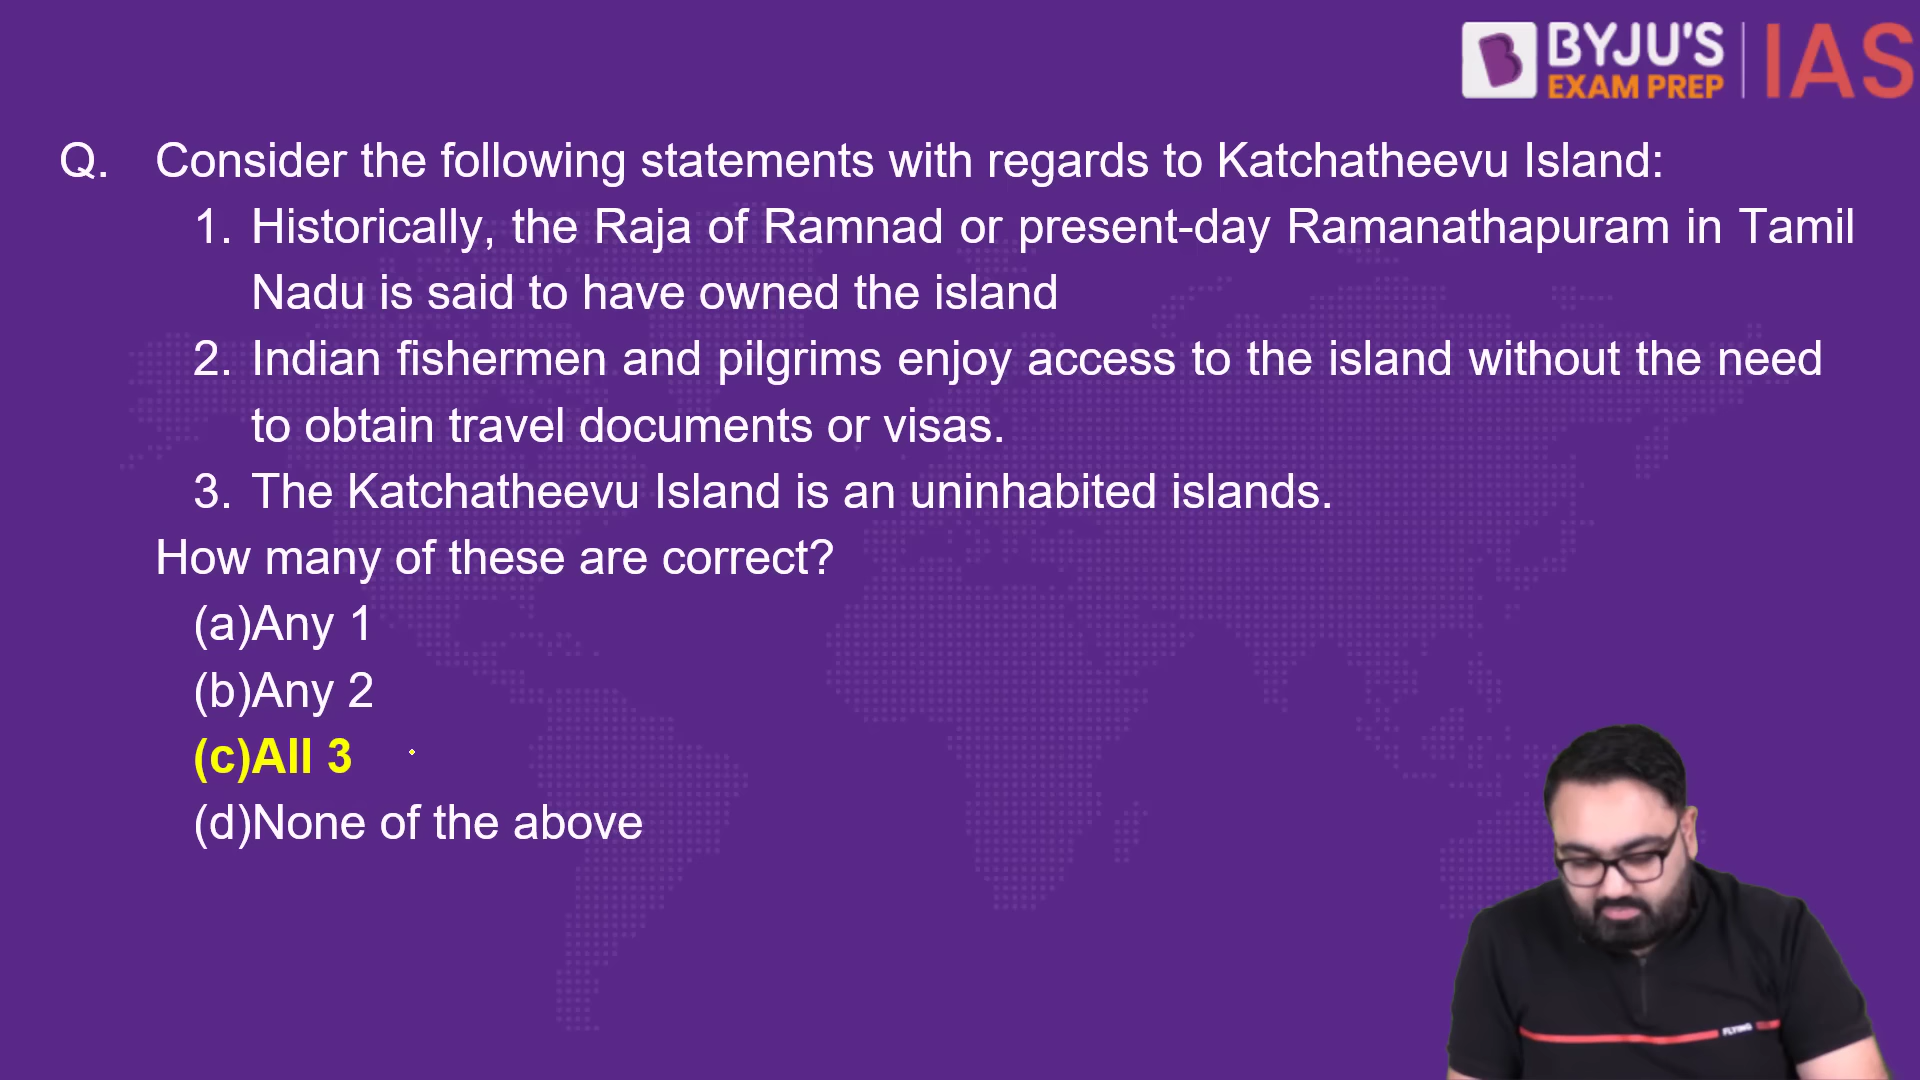 BYJU'S
EXAM PREP
IAS
Q. Consider the following statements with regards to Katchatheevu Island:
1. Historically, the Raja of Ramnad or present-day Ramanathapuram in Tamil
Nadu is said to have owned the island
2. Indian fishermen and pilgrims enjoy access to the island without the need
to obtain travel documents or visas.
3. The Katchatheevu Island is an uninhabited islands.
How many of these are correct?
(a)Any 1
(b)Any 2
(c)All 3
(d)None of the above
FLYING